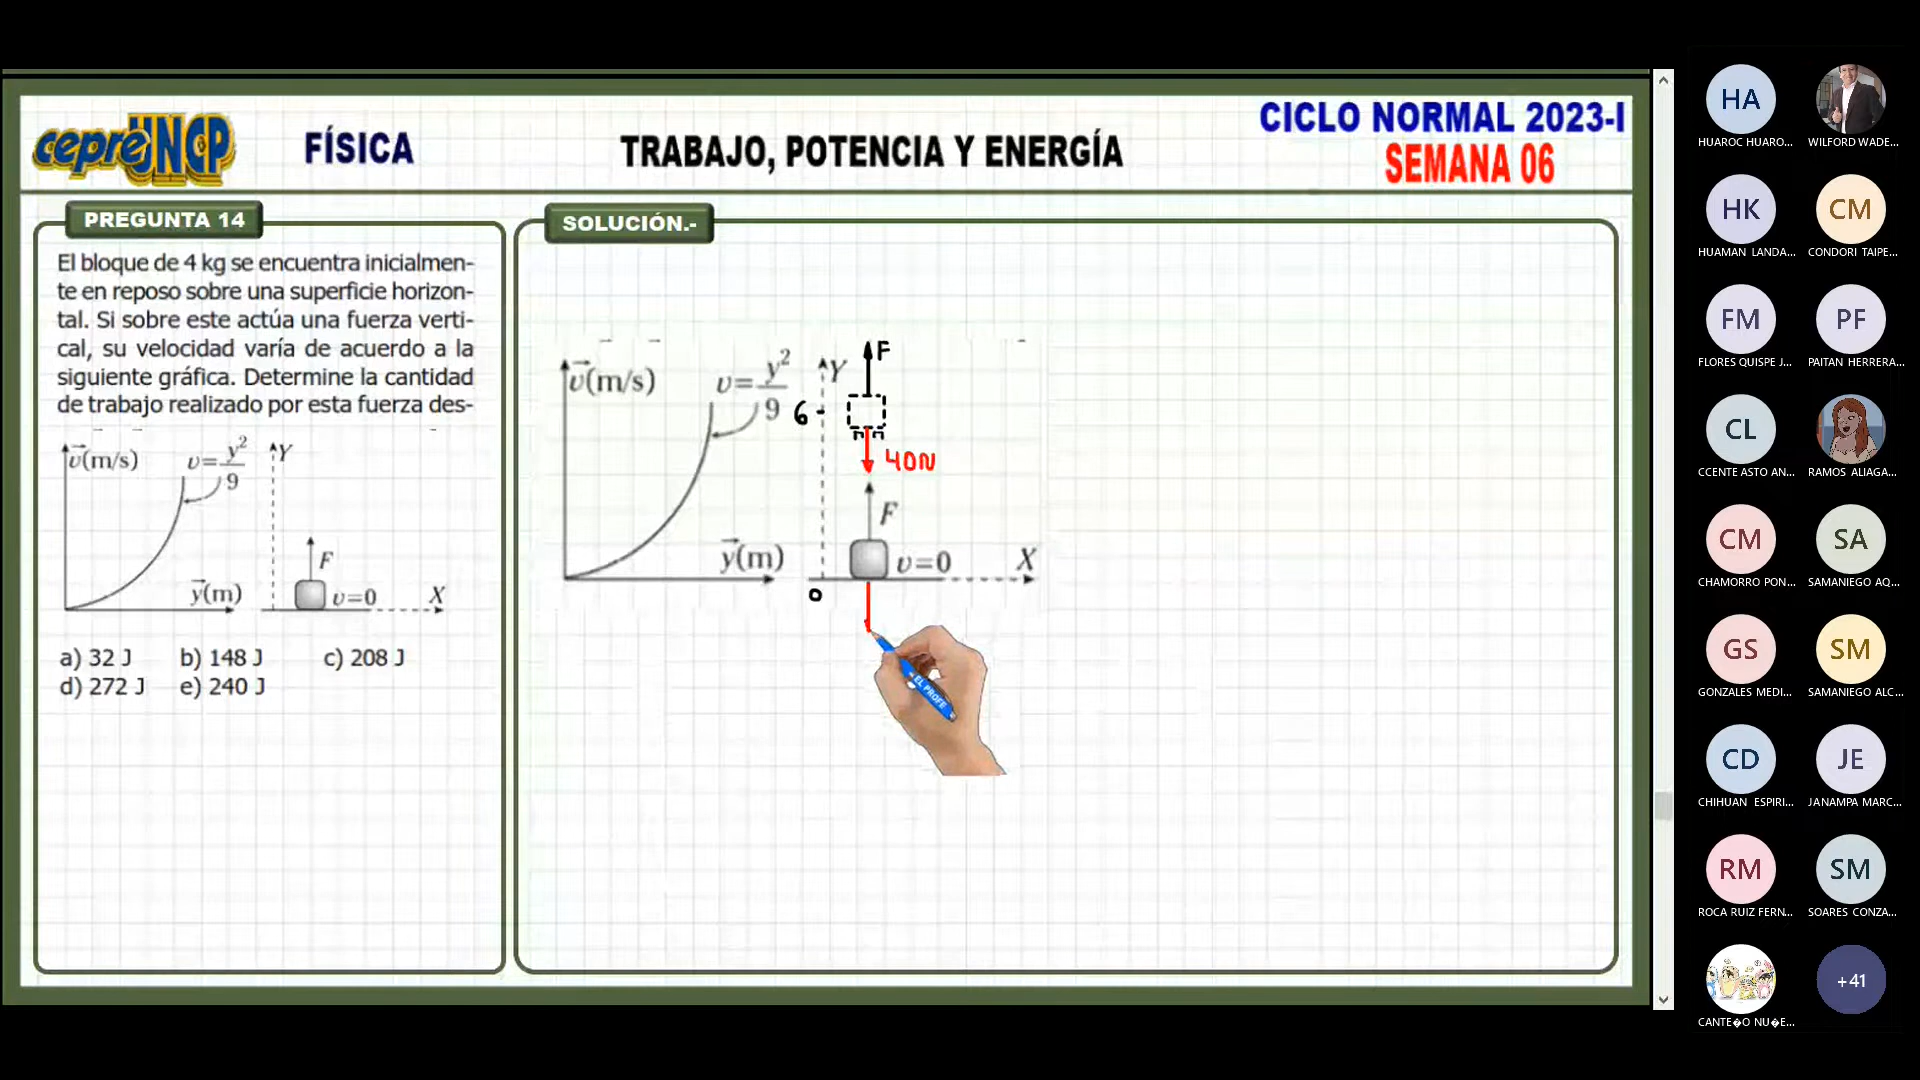 cepreUNCP
FÍSICA
TRABAJO, POTENCIA Y ENERGÍA
CICLO NORMAL 2023-I
SEMANA 06
PREGUNTA 14
El bloque de 4 kg se encuentra inicialmen-
te en reposo sobre una superficie horizon-
tal. Si sobre este actúa una fuerza verti-
cal, su velocidad varía de acuerdo a la
siguiente gráfica. Determine la cantidad
de trabajo realizado por esta fuerza des-
v(m/s)
v=y²/9
Y
F
y(m)
v=0
X
a) 32 J b) 148 J c) 208 J
d) 272 J e) 240 J
SOLUCIÓN.-
v(m/s)
v=y²/9
6
Y
F
40N
F
y(m)
v=0
X
0
EL PROFE
HA
HUAROC HUARO...
WILFORD WADE...
HK
HUAMAN LANDA...
CM
CONDORI TAIPE...
FM
FLORES QUISPE J...
PF
PAITAN HERRERA...
CL
CCENTE ASTO AN...
RAMOS ALIAGA...
CM
CHAMORRO PON...
SA
SAMANIEGO AQ...
GS
GONZALES MEDI...
SM
SAMANIEGO ALC...
CD
CHIHUAN ESPIRI...
JE
JANAMPA MARC...
RM
ROCA RUIZ FERN...
SM
SOARES CONZA...
CANTE�O NU�E...
+41